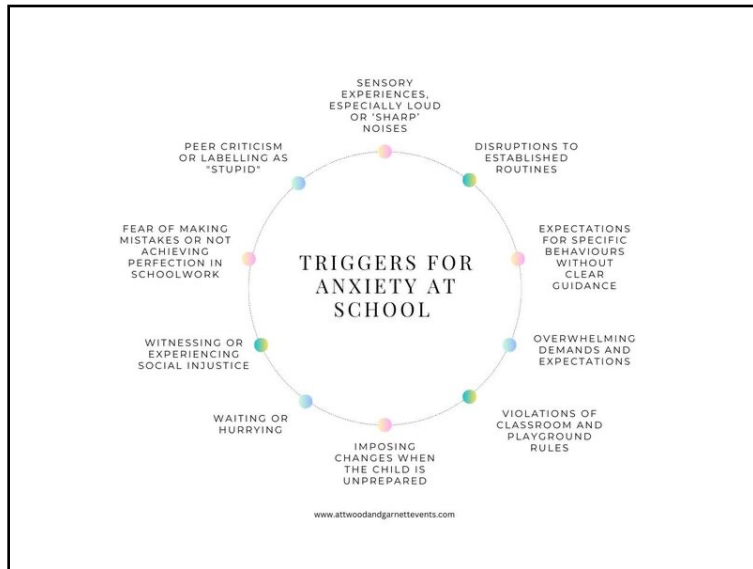 TRIGGERS FOR
ANXIETY AT
SCHOOL
SENSORY
EXPERIENCES,
ESPECIALLY LOUD
OR 'SHARP'
NOISES
DISRUPTIONS TO
ESTABLISHED
ROUTINES
EXPECTATIONS
FOR SPECIFIC
BEHAVIOURS
WITHOUT
CLEAR
GUIDANCE
OVERWHELMING
DEMANDS AND
EXPECTATIONS
VIOLATIONS OF
CLASSROOM AND
PLAYGROUND
RULES
IMPOSING
CHANGES WHEN
THE CHILD IS
UNPREPARED
WAITING OR
HURRYING
WITNESSING OR
EXPERIENCING
SOCIAL INJUSTICE
FEAR OF MAKING
MISTAKES OR NOT
ACHIEVING
PERFECTION IN
SCHOOLWORK
PEER CRITICISM
OR LABELLING AS
"STUPID"
www.attwoodandgarnettevents.com